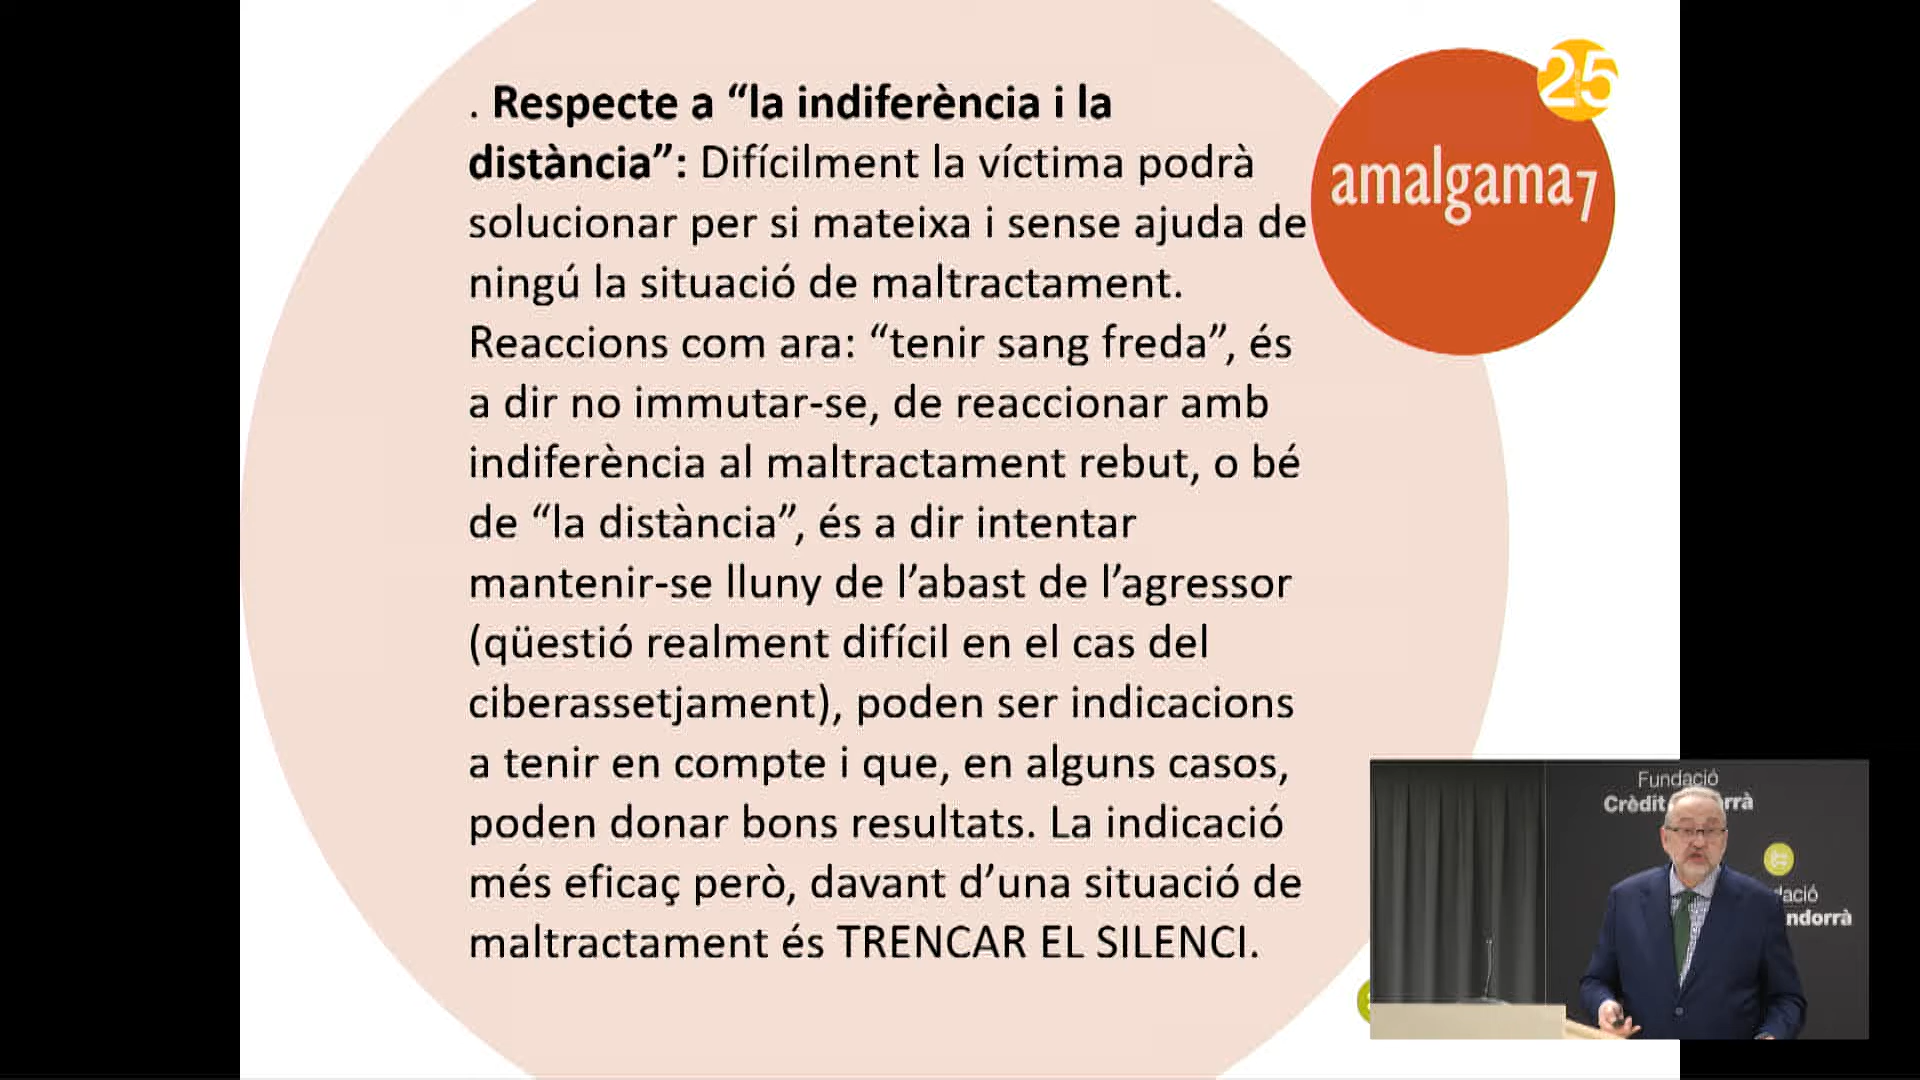 . Respecte a “la indiferència i la
distància”: Difícilment la víctima podrà
solucionar per si mateixa i sense ajuda de
ningú la situació de maltractament.
Reaccions com ara: “tenir sang freda”, és
a dir no immutar-se, de reaccionar amb
indiferència al maltractament rebut, o bé
de “la distància”, és a dir intentar
mantenir-se lluny de l’abast de l’agressor
(qüestió realment difícil en el cas del
ciberassetjament), poden ser indicacions
a tenir en compte i que, en alguns casos,
poden donar bons resultats. La indicació
més eficaç però, davant d’una situació de
maltractament és TRENCAR EL SILENCI.
25
amalgama7
Fundació
Crèdit